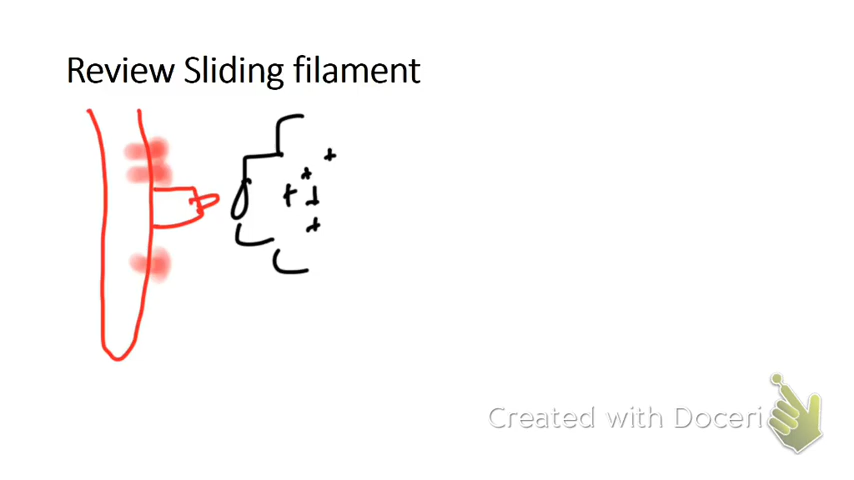 Review Sliding filament
+
+
+
+
Created with Doceri